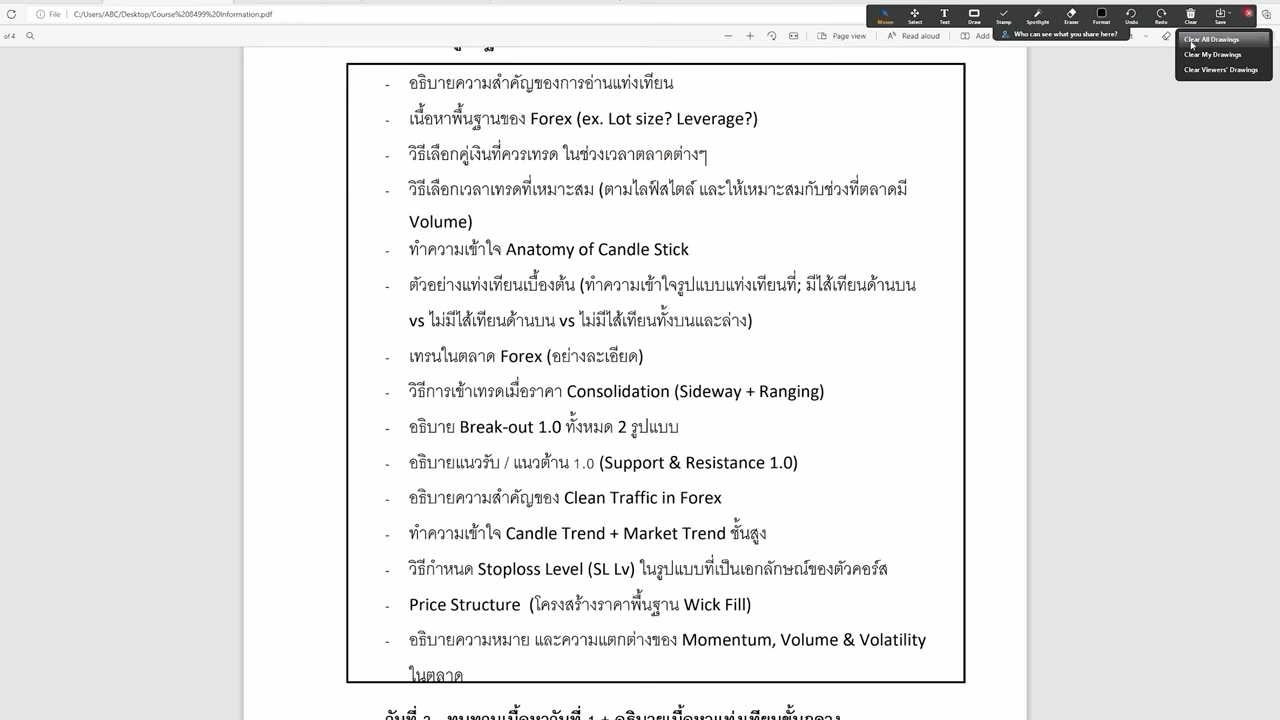 File
C:/Users/ABC/Desktop/Course%208499%20Information.pdf
Mouse Select Text Draw Stamp Spotlight Eraser Format Undo Redo Clear Save
of 4
Page view
Read aloud
Add
Who can see what you share here?
Clear All Drawings
Clear My Drawings
Clear Viewers' Drawings
- อธิบายความสำคัญของการอ่านแท่งเทียน
- เนื้อหาพื้นฐานของ Forex (ex. Lot size? Leverage?)
- วิธีเลือกคู่เงินที่ควรเทรด ในช่วงเวลาตลาดต่างๆ
- วิธีเลือกเวลาเทรดที่เหมาะสม (ตามไลฟ์สไตล์ และให้เหมาะสมกับช่วงที่ตลาดมี
Volume)
- ทำความเข้าใจ Anatomy of Candle Stick
- ตัวอย่างแท่งเทียนเบื้องต้น (ทำความเข้าใจรูปแบบแท่งเทียนที่; มีไส้เทียนด้านบน
vs ไม่มีไส้เทียนด้านบน vs ไม่มีไส้เทียนทั้งบนและล่าง)
- เทรนในตลาด Forex (อย่างละเอียด)
- วิธีการเข้าเทรดเมื่อราคา Consolidation (Sideway + Ranging)
- อธิบาย Break-out 1.0 ทั้งหมด 2 รูปแบบ
- อธิบายแนวรับ / แนวต้าน 1.0 (Support & Resistance 1.0)
- อธิบายความสำคัญของ Clean Traffic in Forex
- ทำความเข้าใจ Candle Trend + Market Trend ชั้นสูง
- วิธีกำหนด Stoploss Level (SL Lv) ในรูปแบบที่เป็นเอกลักษณ์ของตัวคอร์ส
- Price Structure (โครงสร้างราคาพื้นฐาน Wick Fill)
- อธิบายความหมาย และความแตกต่างของ Momentum, Volume & Volatility
ในตลาด